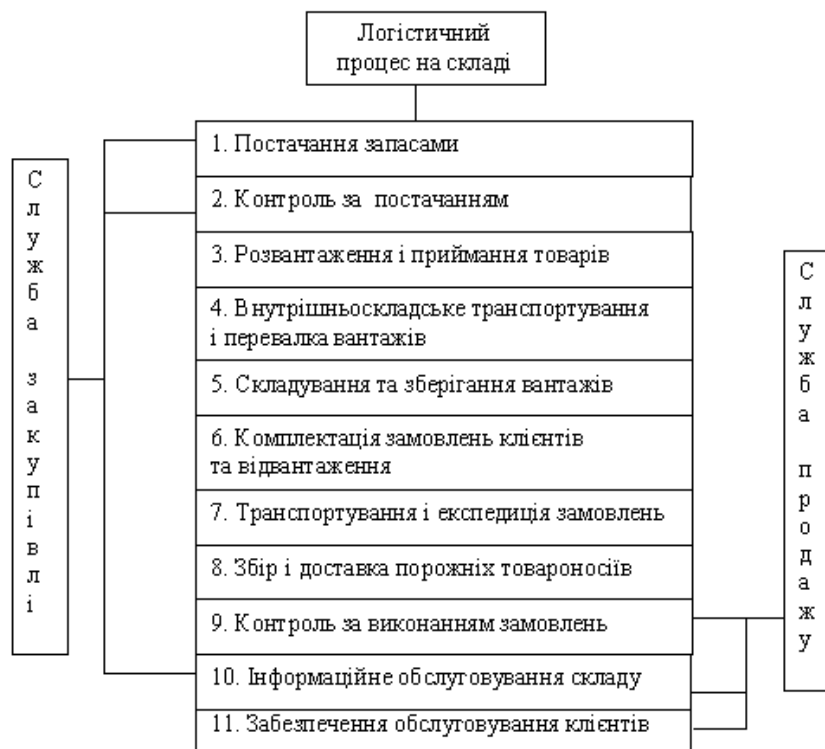 Логістичний
процес на складі
Служба закупівлі
1. Постачання запасами
2. Контроль за постачанням
3. Розвантаження і приймання товарів
4. Внутрішньоскладське транспортування
і перевалка вантажів
5. Складування та зберігання вантажів
6. Комплектація замовлень клієнтів
та відвантаження
7. Транспортування і експедиція замовлень
8. Збір і доставка порожніх товароносіїв
9. Контроль за виконанням замовлень
10. Інформаційне обслуговування складу
11. Забезпечення обслуговування клієнтів
Служба продажу